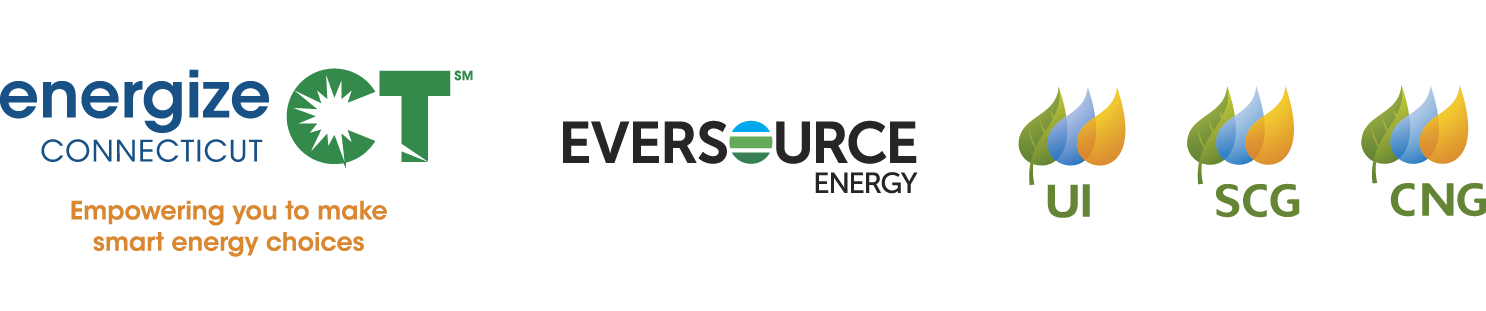 energize CT SM
CONNECTICUT
Empowering you to make
smart energy choices
EVERSOURCE
ENERGY
UI
SCG
CNG